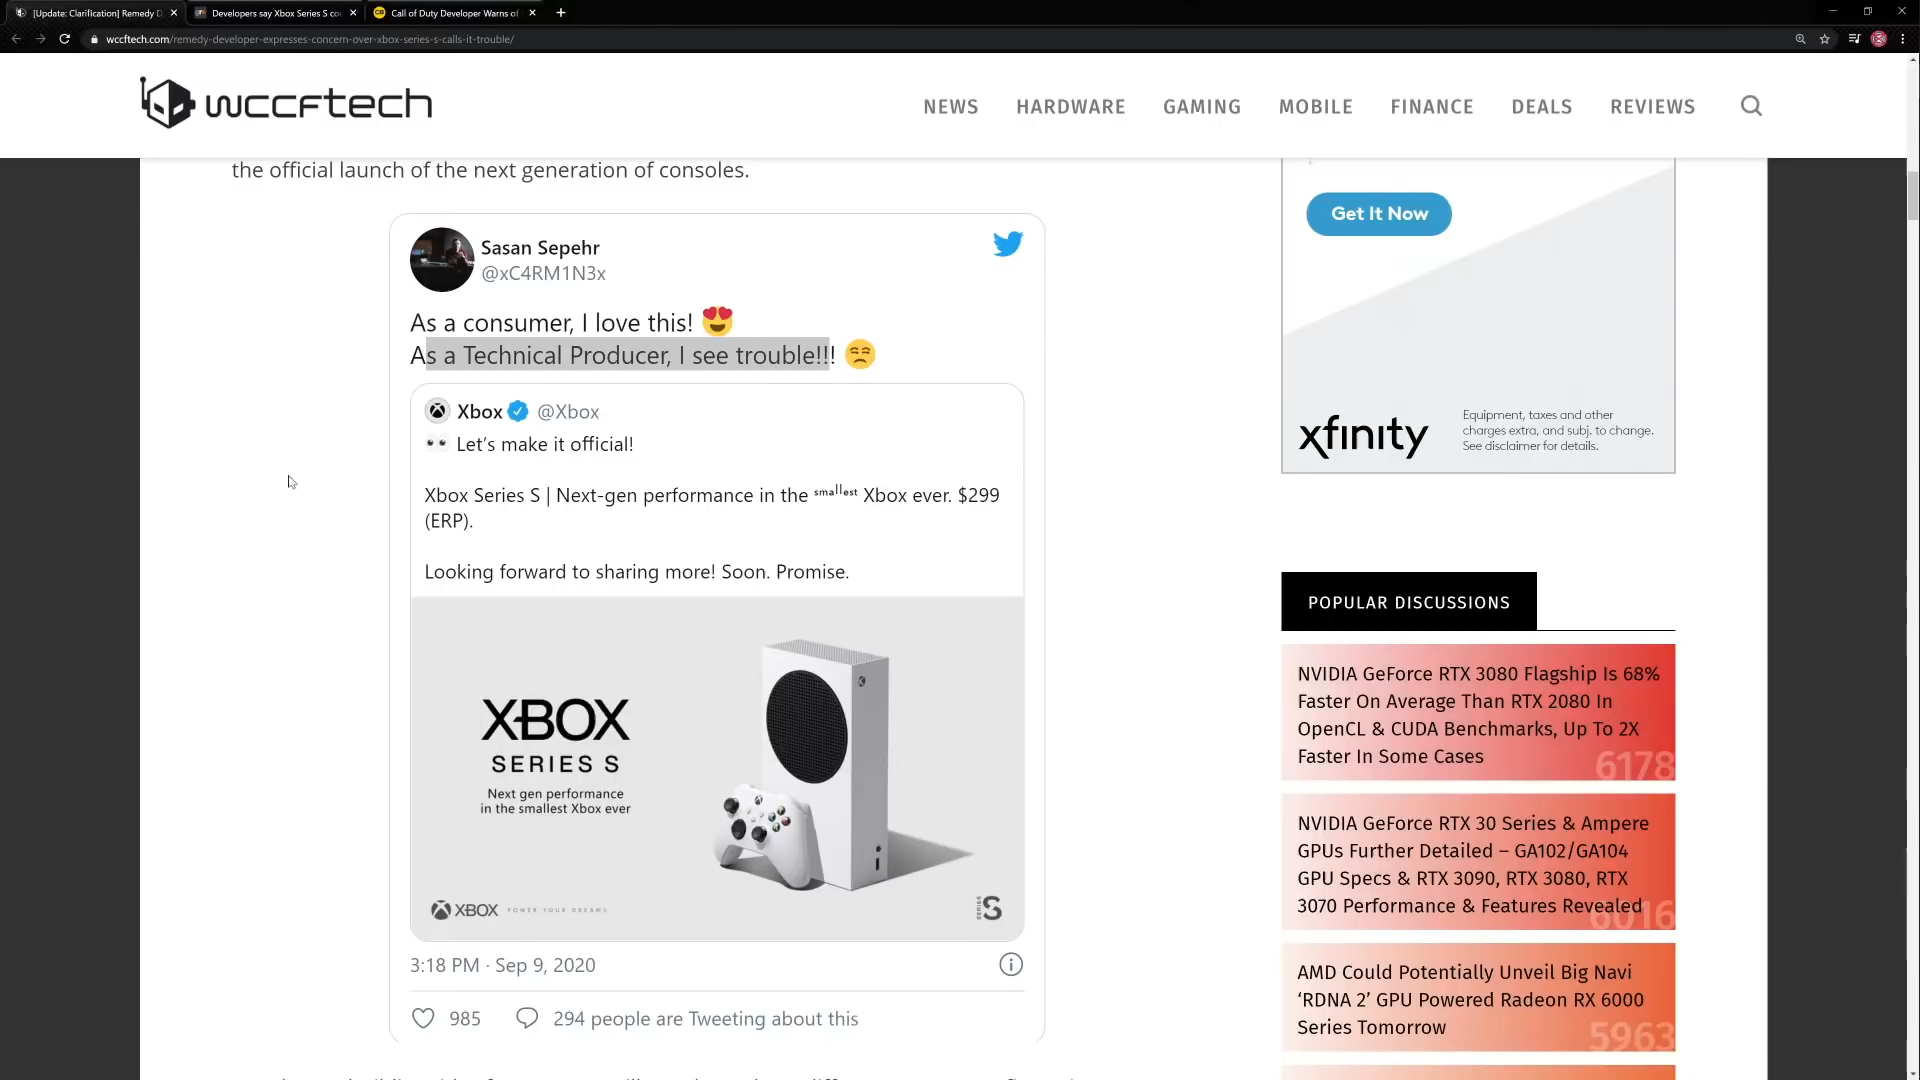 [Update: Clarification] Remedy D
Developers say Xbox Series S co
Call of Duty Developer Warns of
wccftech.com/remedy-developer-expresses-concern-over-xbox-series-s-calls-it-trouble/
wccftech
NEWS
HARDWARE
GAMING
MOBILE
FINANCE
DEALS
REVIEWS
the official launch of the next generation of consoles.
Sasan Sepehr
@xC4RM1N3x
As a consumer, I love this! 😍
As a Technical Producer, I see trouble!!! 😒
Xbox @Xbox
👀 Let’s make it official!
Xbox Series S | Next-gen performance in the ˢᵐᵃˡˡᵉˢᵗ Xbox ever. $299
(ERP).
Looking forward to sharing more! Soon. Promise.
XBOX
SERIES S
Next gen performance
in the smallest Xbox ever
XBOX POWER YOUR DREAMS
SERIES S
3:18 PM · Sep 9, 2020
985
294 people are Tweeting about this
Get It Now
xfinity
Equipment, taxes and other
charges extra, and subj. to change.
See disclaimer for details.
POPULAR DISCUSSIONS
NVIDIA GeForce RTX 3080 Flagship Is 68%
Faster On Average Than RTX 2080 In
OpenCL & CUDA Benchmarks, Up To 2X
Faster In Some Cases
6178
NVIDIA GeForce RTX 30 Series & Ampere
GPUs Further Detailed – GA102/GA104
GPU Specs & RTX 3090, RTX 3080, RTX
3070 Performance & Features Revealed
6016
AMD Could Potentially Unveil Big Navi
‘RDNA 2’ GPU Powered Radeon RX 6000
Series Tomorrow
5963